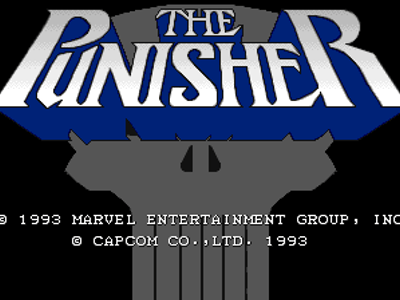 THE
PUNISHER
© 1993 MARVEL ENTERTAINMENT GROUP, INC
© CAPCOM CO.,LTD. 1993